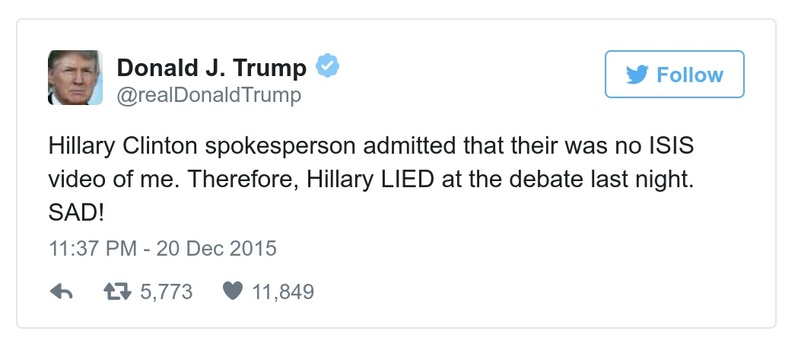 Donald J. Trump
@realDonaldTrump
Follow
Hillary Clinton spokesperson admitted that their was no ISIS
video of me. Therefore, Hillary LIED at the debate last night.
SAD!
11:37 PM - 20 Dec 2015
5,773 11,849